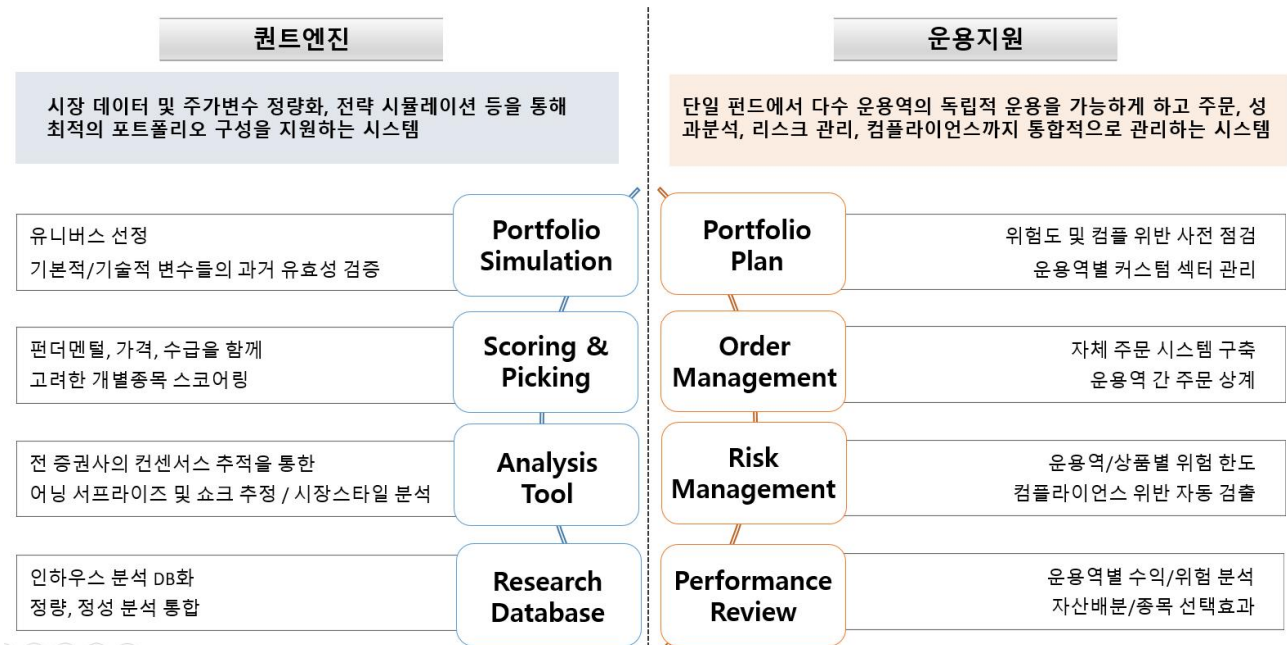 퀀트엔진
시장 데이터 및 주가변수 정량화, 전략 시뮬레이션 등을 통해
최적의 포트폴리오 구성을 지원하는 시스템
유니버스 선정
기본적/기술적 변수들의 과거 유효성 검증
Portfolio
Simulation
펀더멘털, 가격, 수급을 함께
고려한 개별종목 스코어링
Scoring &
Picking
전 증권사의 컨센서스 추적을 통한
어닝 서프라이즈 및 쇼크 추정 / 시장스타일 분석
Analysis
Tool
인하우스 분석 DB화
정량, 정성 분석 통합
Research
Database
운용지원
단일 펀드에서 다수 운용역의 독립적 운용을 가능하게 하고 주문, 성
과분석, 리스크 관리, 컴플라이언스까지 통합적으로 관리하는 시스템
Portfolio
Plan
위험도 및 컴플 위반 사전 점검
운용역별 커스텀 섹터 관리
Order
Management
자체 주문 시스템 구축
운용역 간 주문 상계
Risk
Management
운용역/상품별 위험 한도
컴플라이언스 위반 자동 검출
Performance
Review
운용역별 수익/위험 분석
자산배분/종목 선택효과